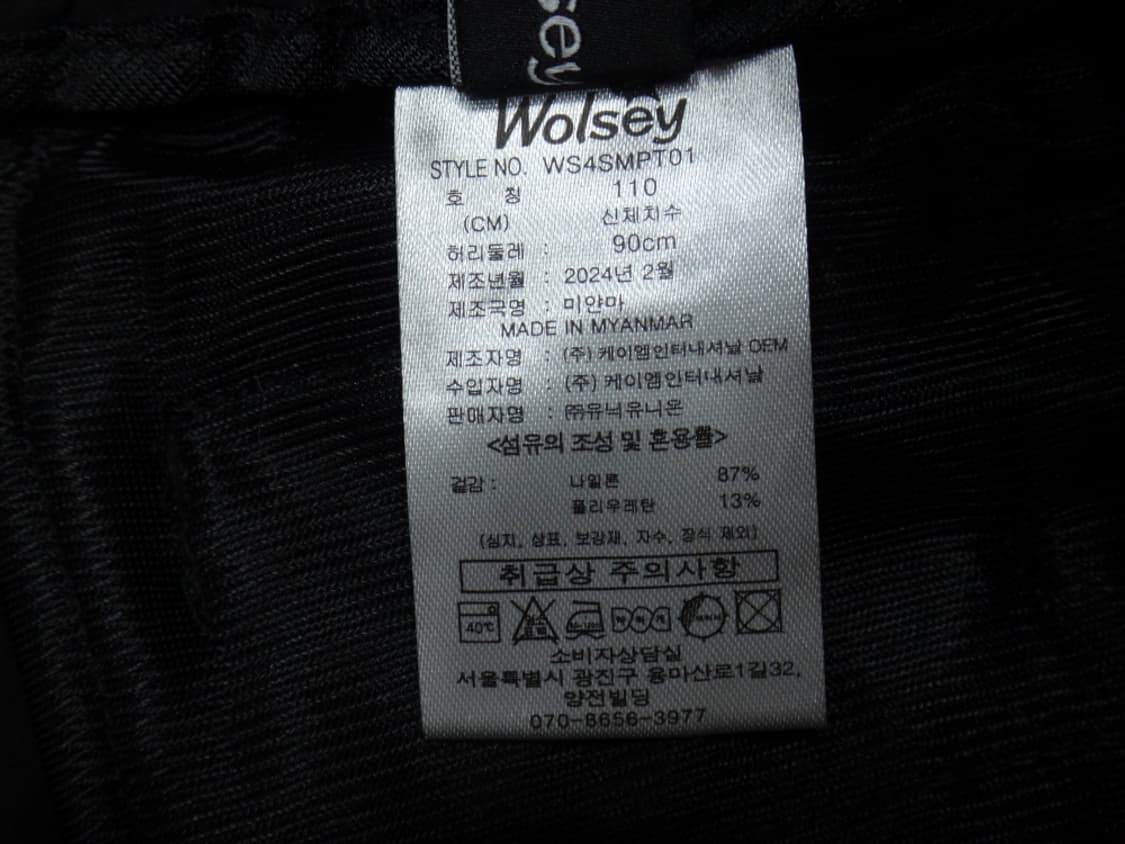 sey
Wolsey
STYLE NO. WS4SMPT01
호 칭 110
(CM) 신체치수
허리둘레 : 90cm
제조년월 : 2024년 2월
제조국명 : 미얀마
MADE IN MYANMAR
제조자명 : (주) 케이엠인터내셔날 OEM
수입자명 : (주) 케이엠인터내셔날
판매자명 : ㈜유닉유니온
<섬유의 조성 및 혼용률>
겉감 : 나일론 87%
폴리우레탄 13%
(심지, 상표, 보강재, 자수, 장식 제외)
취급상 주의사항
40℃
소비자상담실
서울특별시 광진구 용마산로1길32,
양전빌딩
070-8656-3977